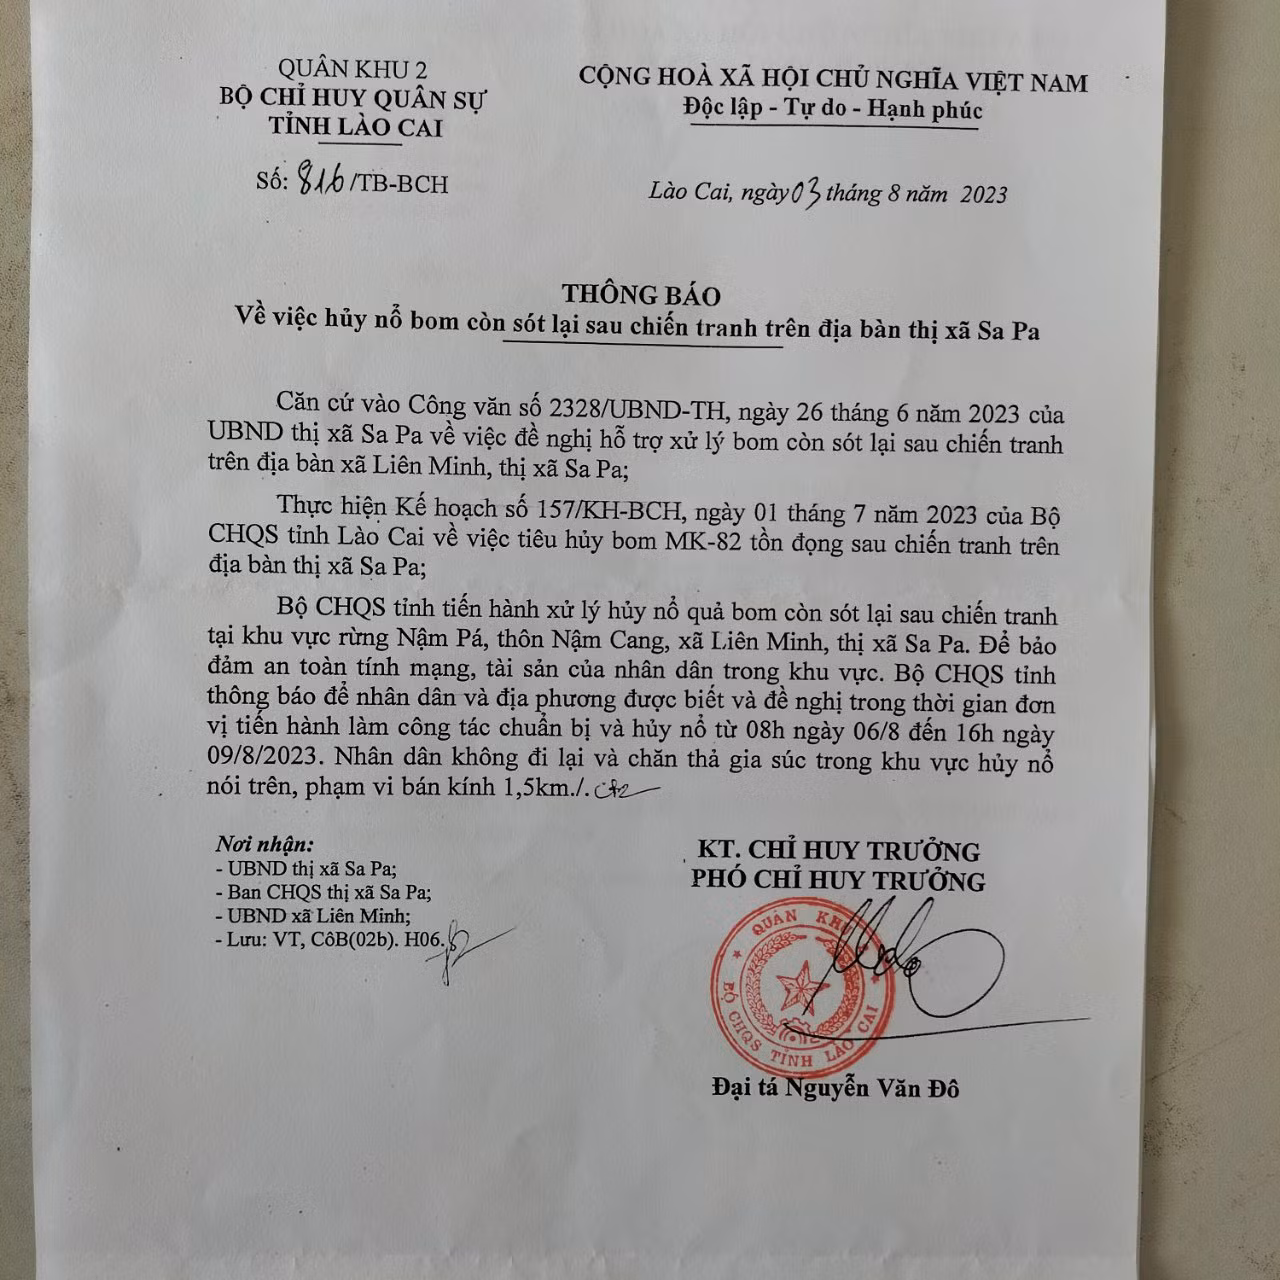 QUÂN KHU 2
BỘ CHỈ HUY QUÂN SỰ
TỈNH LÀO CAI
Số: 816/TB-BCH
CỘNG HOÀ XÃ HỘI CHỦ NGHĨA VIỆT NAM
Độc lập - Tự do - Hạnh phúc
Lào Cai, ngày 03 tháng 8 năm 2023
THÔNG BÁO
Về việc hủy nổ bom còn sót lại sau chiến tranh trên địa bàn thị xã Sa Pa
Căn cứ vào Công văn số 2328/UBND-TH, ngày 26 tháng 6 năm 2023 của
UBND thị xã Sa Pa về việc đề nghị hỗ trợ xử lý bom còn sót lại sau chiến tranh
trên địa bàn xã Liên Minh, thị xã Sa Pa;
Thực hiện Kế hoạch số 157/KH-BCH, ngày 01 tháng 7 năm 2023 của Bộ
CHQS tỉnh Lào Cai về việc tiêu hủy bom MK-82 tồn đọng sau chiến tranh trên
địa bàn thị xã Sa Pa;
Bộ CHQS tỉnh tiến hành xử lý hủy nổ quả bom còn sót lại sau chiến tranh
tại khu vực rừng Nậm Pá, thôn Nậm Cang, xã Liên Minh, thị xã Sa Pa. Để bảo
đảm an toàn tính mạng, tài sản của nhân dân trong khu vực. Bộ CHQS tỉnh
thông báo để nhân dân và địa phương được biết và đề nghị trong thời gian đơn
vị tiến hành làm công tác chuẩn bị và hủy nổ từ 08h ngày 06/8 đến 16h ngày
09/8/2023. Nhân dân không đi lại và chăn thả gia súc trong khu vực hủy nổ
nói trên, phạm vi bán kính 1,5km./.
Nơi nhận:
- UBND thị xã Sa Pa;
- Ban CHQS thị xã Sa Pa;
- UBND xã Liên Minh;
- Lưu: VT, CôB(02b). H06.
KT. CHỈ HUY TRƯỞNG
PHÓ CHỈ HUY TRƯỞNG
QUÂN KHU
BỘ CHQS TỈNH LÀO CAI
Đại tá Nguyễn Văn Đô